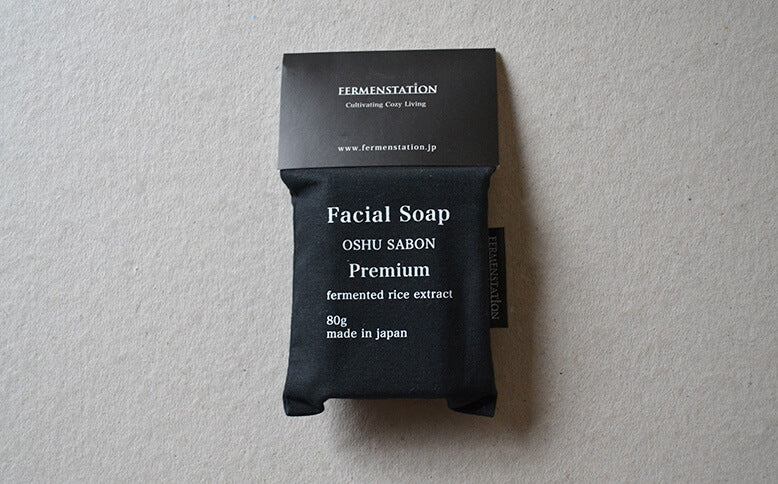 FERMENSTATION
Cultivating Cozy Living
www.fermenstation.jp
Facial Soap
OSHU SABON
Premium
fermented rice extract
80g
made in japan
FERMENSTATION